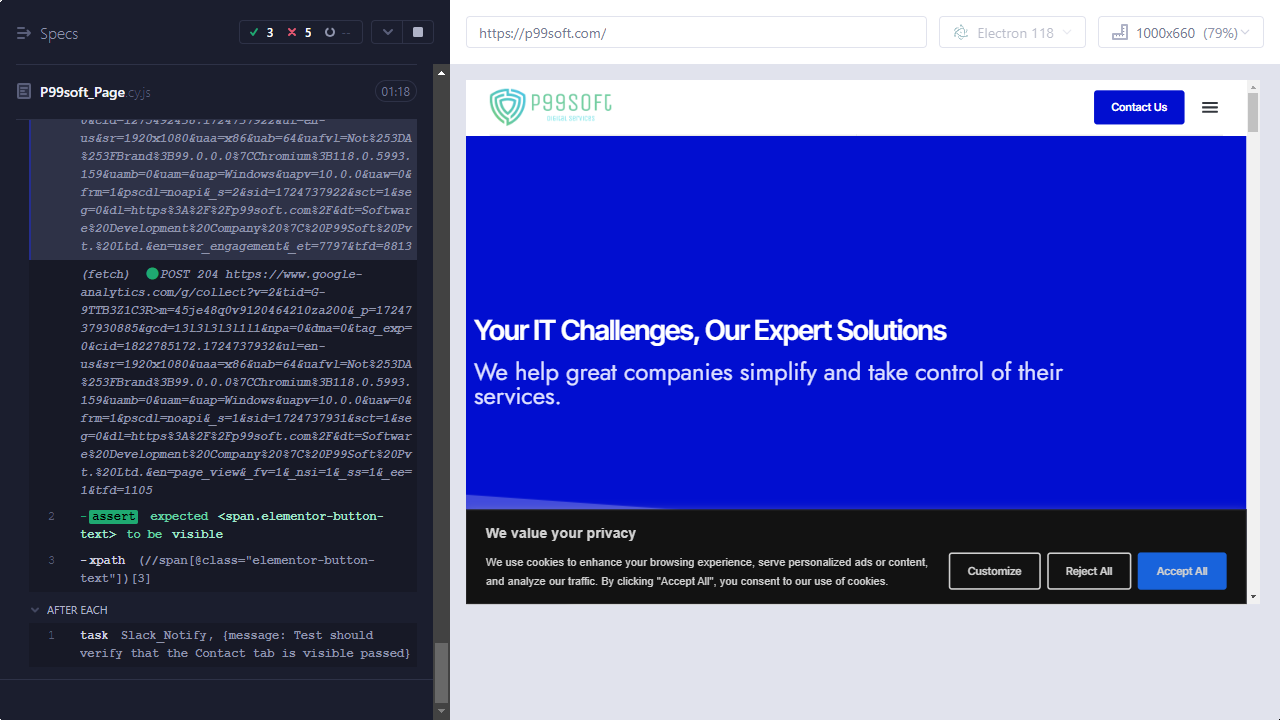 Specs
3
5
--
P99soft_Page.cy.js
01:18
0&cid=1273492456.1724737922&ul=en-
us&sr=1920x1080&uaa=x86&uab=64&uafvl=Not%253DA
%253FBrand%3B99.0.0.0%7CChromium%3B118.0.5993.
159&uamb=0&uam=&uap=Windows&uapv=10.0.0&uaw=0&
frm=1&pscdl=noapi&_s=2&sid=1724737922&sct=1&se
g=0&dl=https%3A%2F%2Fp99soft.com%2F&dt=Softwar
e%20Development%20Company%20%7C%20P99Soft%20Pv
t.%20Ltd.&en=user_engagement&_et=7797&tfd=8813
(fetch) POST 204 https://www.google-
analytics.com/g/collect?v=2&tid=G-
9TTB3Z1C3R>m=45je48q0v9120464210za200&_p=17247
37930885&gcd=13l3l3l3l1l1&npa=0&dma=0&tag_exp=
0&cid=1822785172.1724737932&ul=en-
us&sr=1920x1080&uaa=x86&uab=64&uafvl=Not%253DA
%253FBrand%3B99.0.0.0%7CChromium%3B118.0.5993.
159&uamb=0&uam=&uap=Windows&uapv=10.0.0&uaw=0&
frm=1&pscdl=noapi&_s=1&sid=1724737931&sct=1&se
g=0&dl=https%3A%2F%2Fp99soft.com%2F&dt=Softwar
e%20Development%20Company%20%7C%20P99Soft%20Pv
t.%20Ltd.&en=page_view&_fv=1&_nsi=1&_ss=1&_ee=
1&tfd=1105
2 -assert expected <span.elementor-button-
text> to be visible
3 -xpath (//span[@class="elementor-button-
text"])[3]
AFTER EACH
1 task Slack_Notify, {message: Test should
verify that the Contact tab is visible passed}
https://p99soft.com/
Electron 118
1000x660 (79%)
P99SOFT
DIGITAL SERVICES
Contact Us
Your IT Challenges, Our Expert Solutions
We help great companies simplify and take control of their
services.
We value your privacy
We use cookies to enhance your browsing experience, serve personalized ads or content,
and analyze our traffic. By clicking "Accept All", you consent to our use of cookies.
Customize
Reject All
Accept All